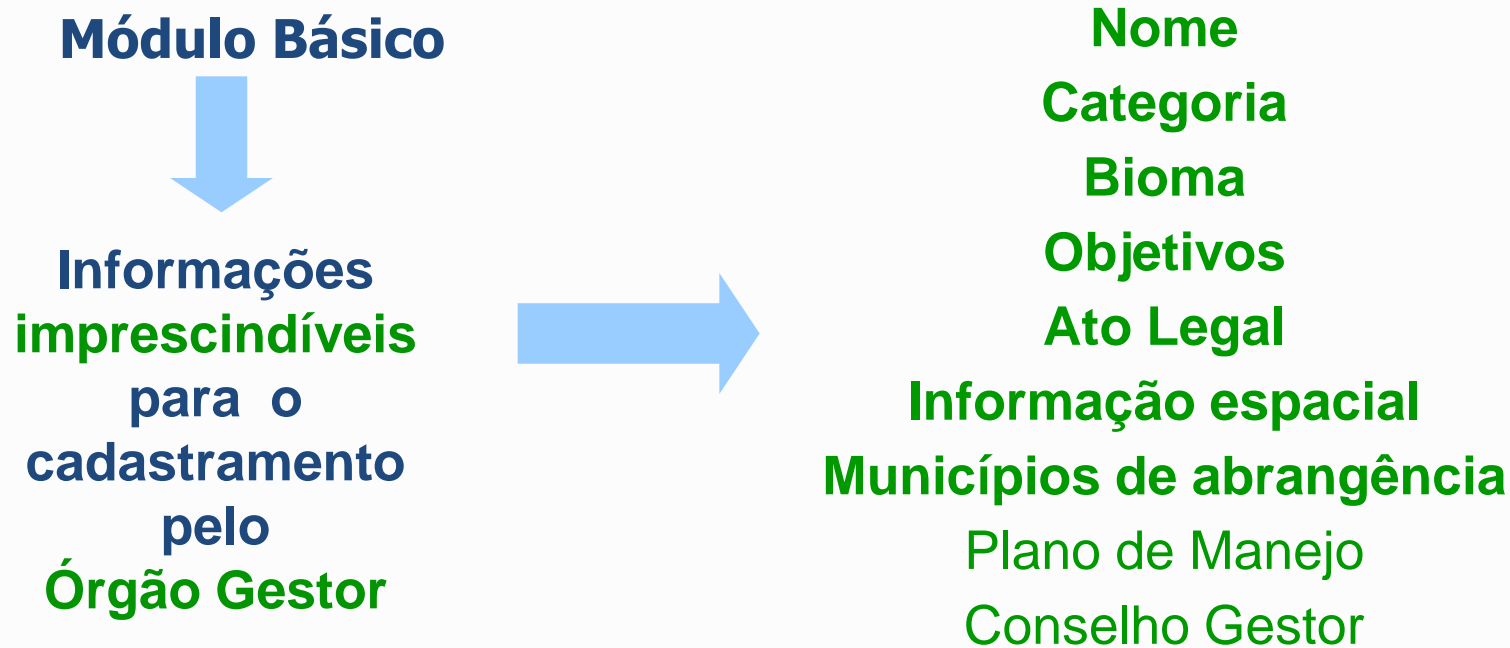 Módulo Básico
Informações
imprescindíveis
para o
cadastramento
pelo
Órgão Gestor
Nome
Categoria
Bioma
Objetivos
Ato Legal
Informação espacial
Municípios de abrangência
Plano de Manejo
Conselho Gestor